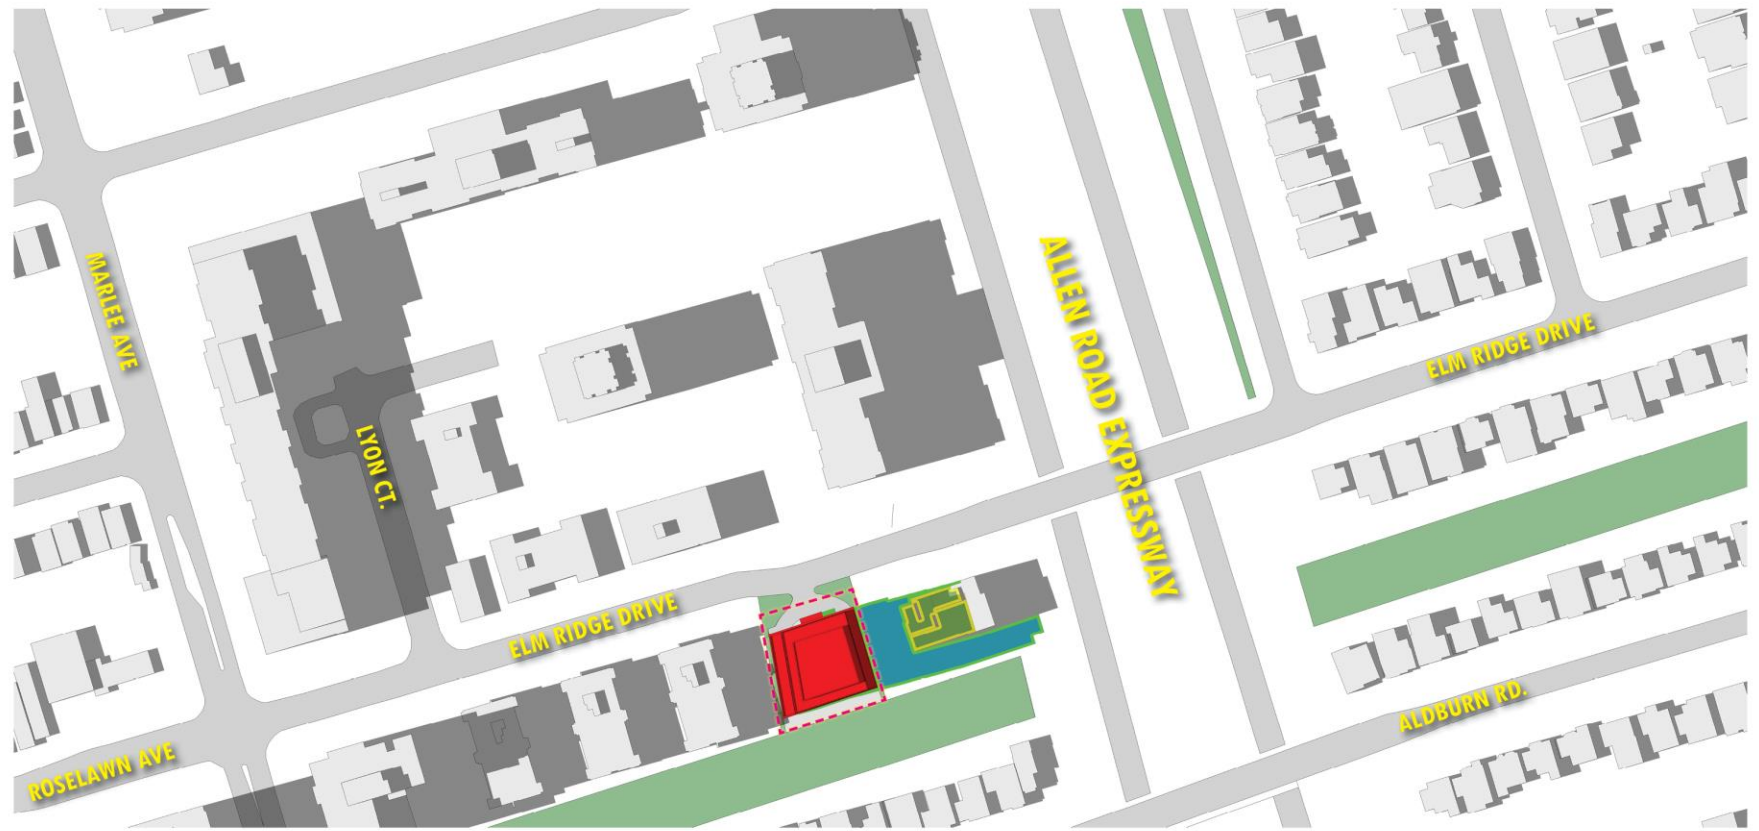 MARLEE AVE
ALLEN ROAD EXPRESSWAY
ELM RIDGE DRIVE
LYON CT.
ELM RIDGE DRIVE
ALDBURN RD.
ROSELAWN AVE